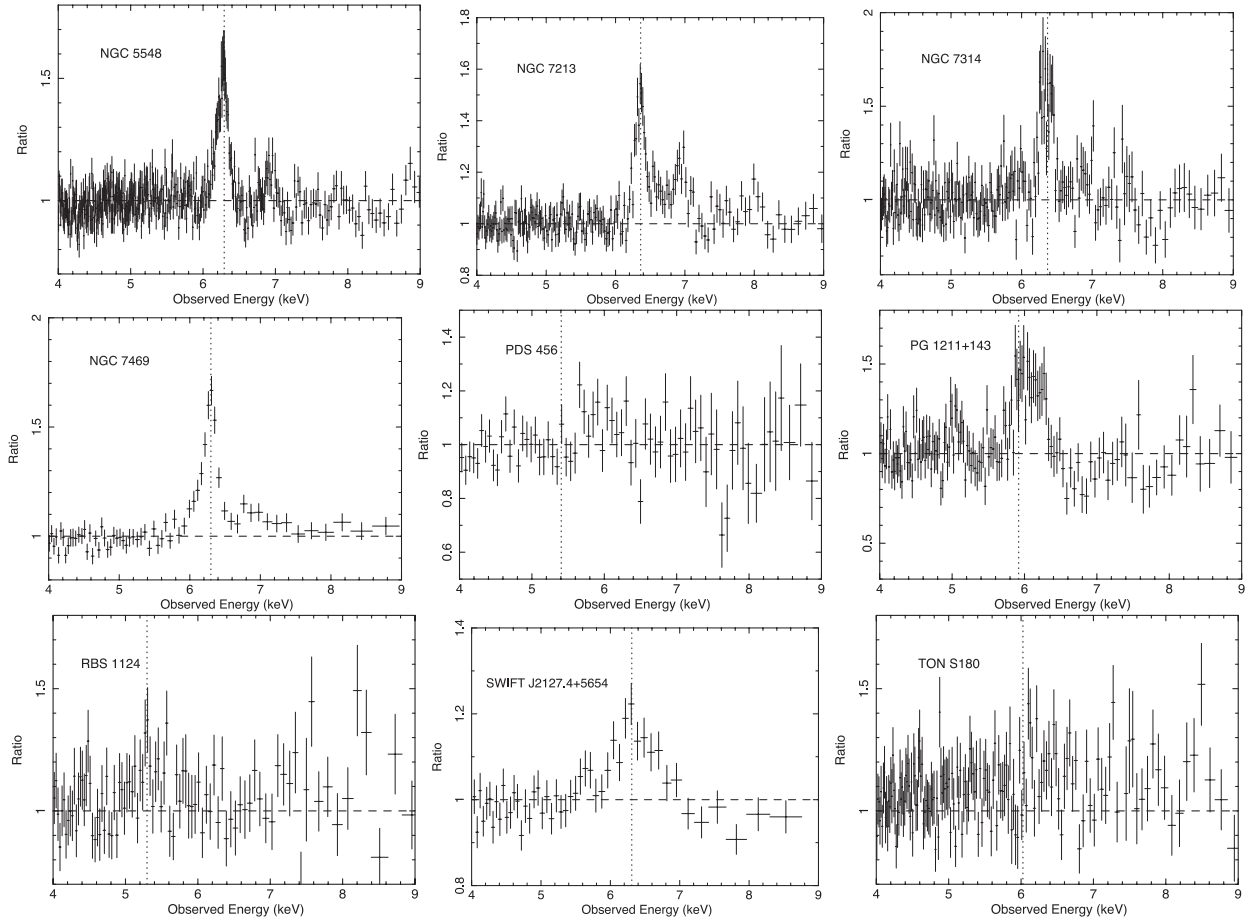 NGC 5548
Ratio
1
1.5
4 5 6 7 8 9
Observed Energy (keV)
NGC 7213
Ratio
0.8 1 1.2 1.4 1.6 1.8
4 5 6 7 8 9
Observed Energy (keV)
NGC 7314
Ratio
1 1.5 2
4 5 6 7 8 9
Observed Energy (keV)
NGC 7469
Ratio
1 1.5 2
4 5 6 7 8 9
Observed Energy (keV)
PDS 456
Ratio
0.6 0.8 1 1.2 1.4
4 5 6 7 8 9
Observed Energy (keV)
PG 1211+143
Ratio
0.5 1 1.5
4 5 6 7 8 9
Observed Energy (keV)
RBS 1124
Ratio
1 1.5
4 5 6 7 8 9
Observed Energy (keV)
SWIFT J2127.4+5654
Ratio
0.8 1 1.2 1.4
4 5 6 7 8 9
Observed Energy (keV)
TON S180
Ratio
1 1.5
4 5 6 7 8 9
Observed Energy (keV)